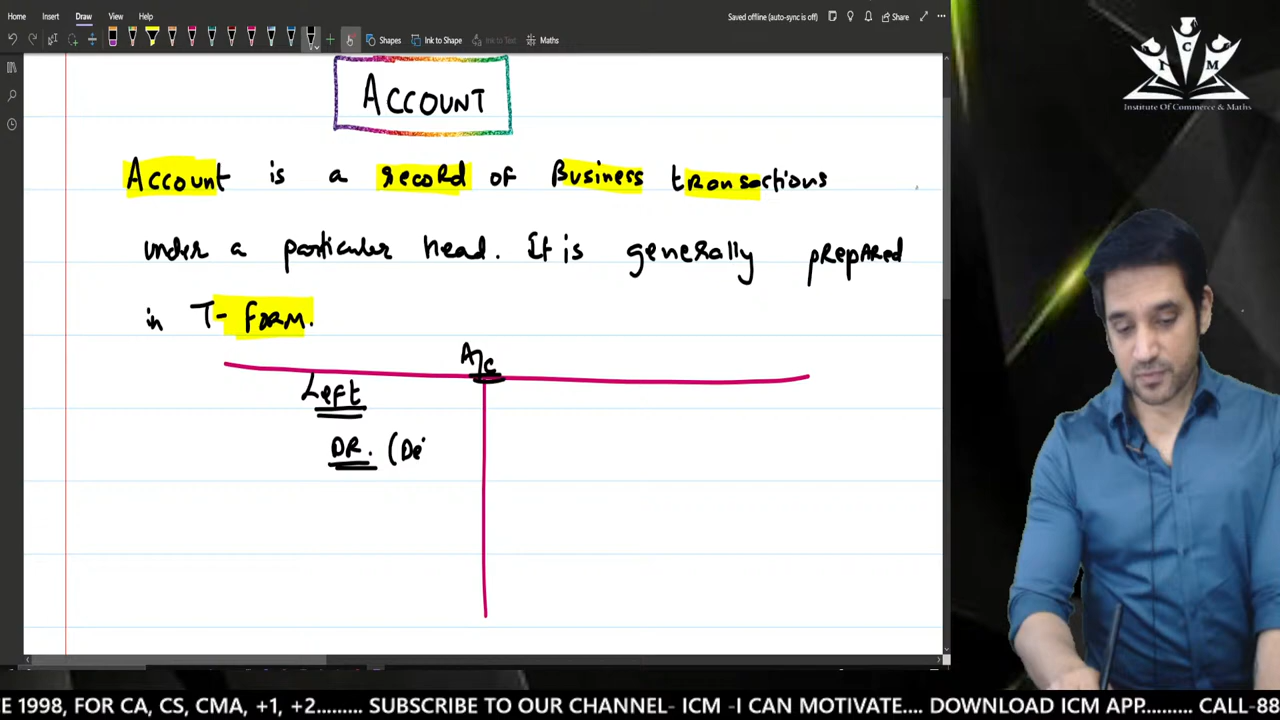 Home Insert Draw View Help
Saved offline (auto-sync is off) Share
Shapes Ink to Shape Ink to Text Maths
ACCOUNT
Account is a record of Business transactions
under a particular head. It is generally prepared
in T- FORM.
A/c
Left
DR. (De
I C M
Institute Of Commerce & Maths
E 1998, FOR CA, CS, CMA, +1, +2......... SUBSCRIBE TO OUR CHANNEL- ICM -I CAN MOTIVATE.... DOWNLOAD ICM APP.......... CALL-88